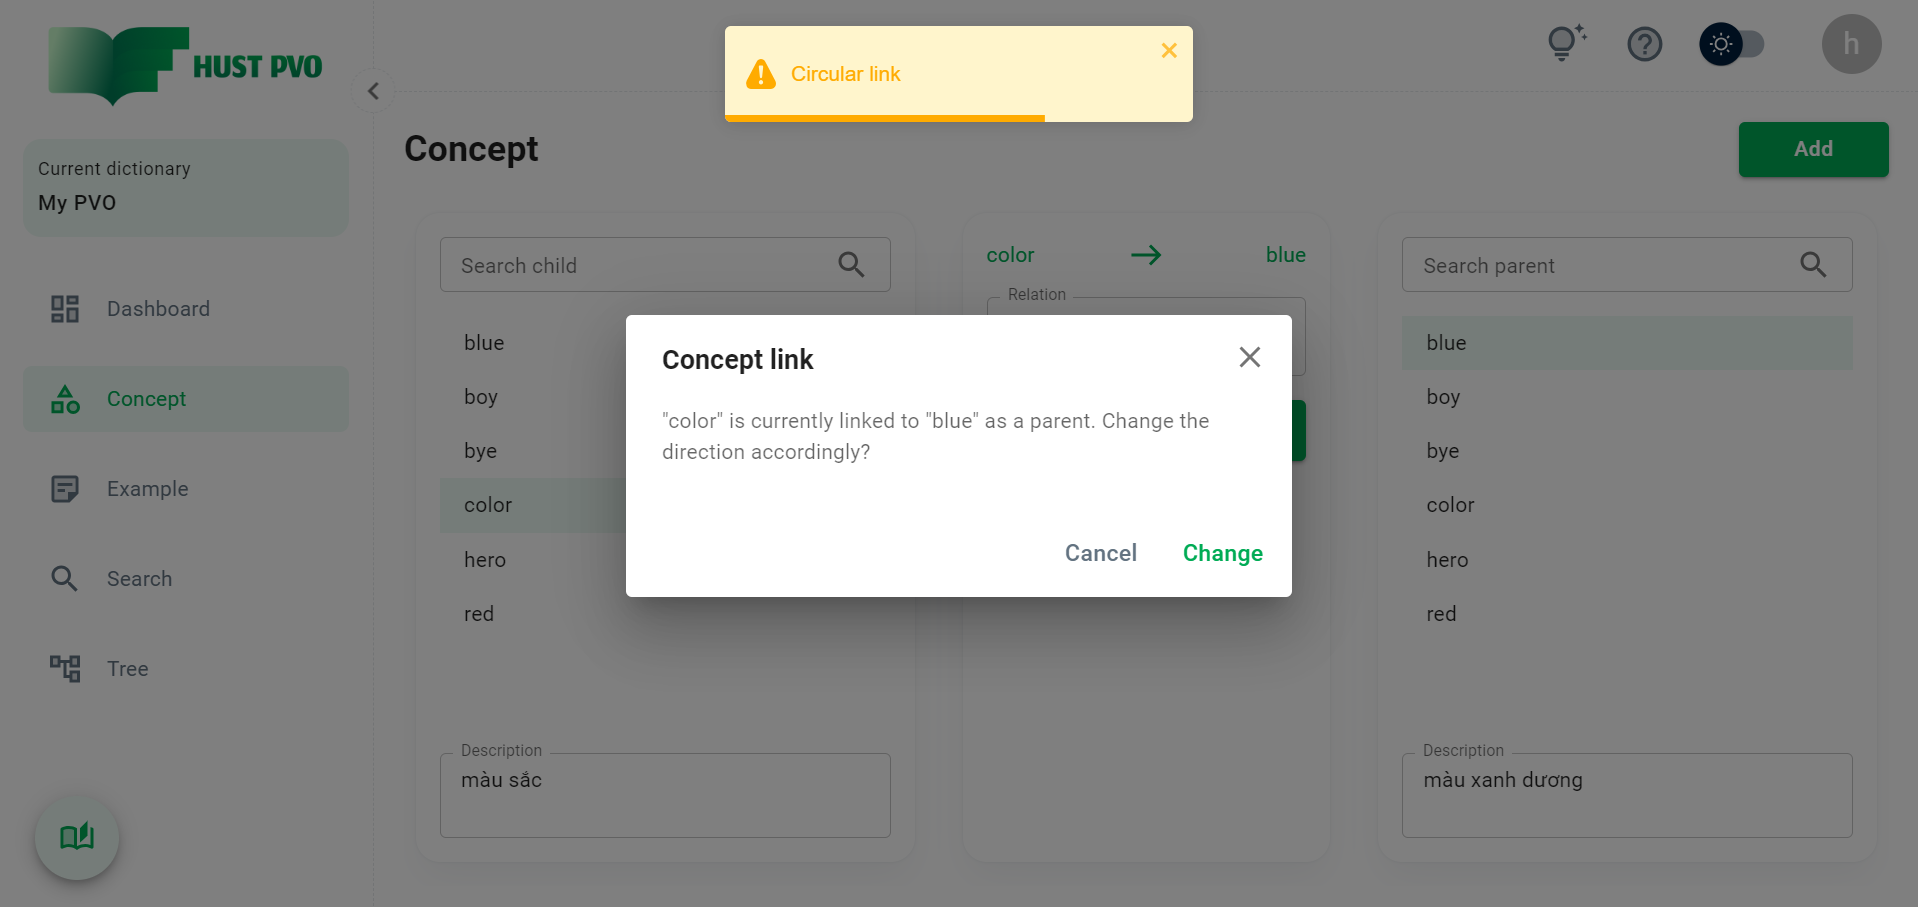 HUST PVO
Circular link
h
Current dictionary
My PVO
Dashboard
Concept
Example
Search
Tree
Concept
Add
Search child
blue
boy
bye
color
hero
red
Description
màu sắc
color
blue
Relation
Concept link
"color" is currently linked to "blue" as a parent. Change the
direction accordingly?
Cancel
Change
Search parent
blue
boy
bye
color
hero
red
Description
màu xanh dương